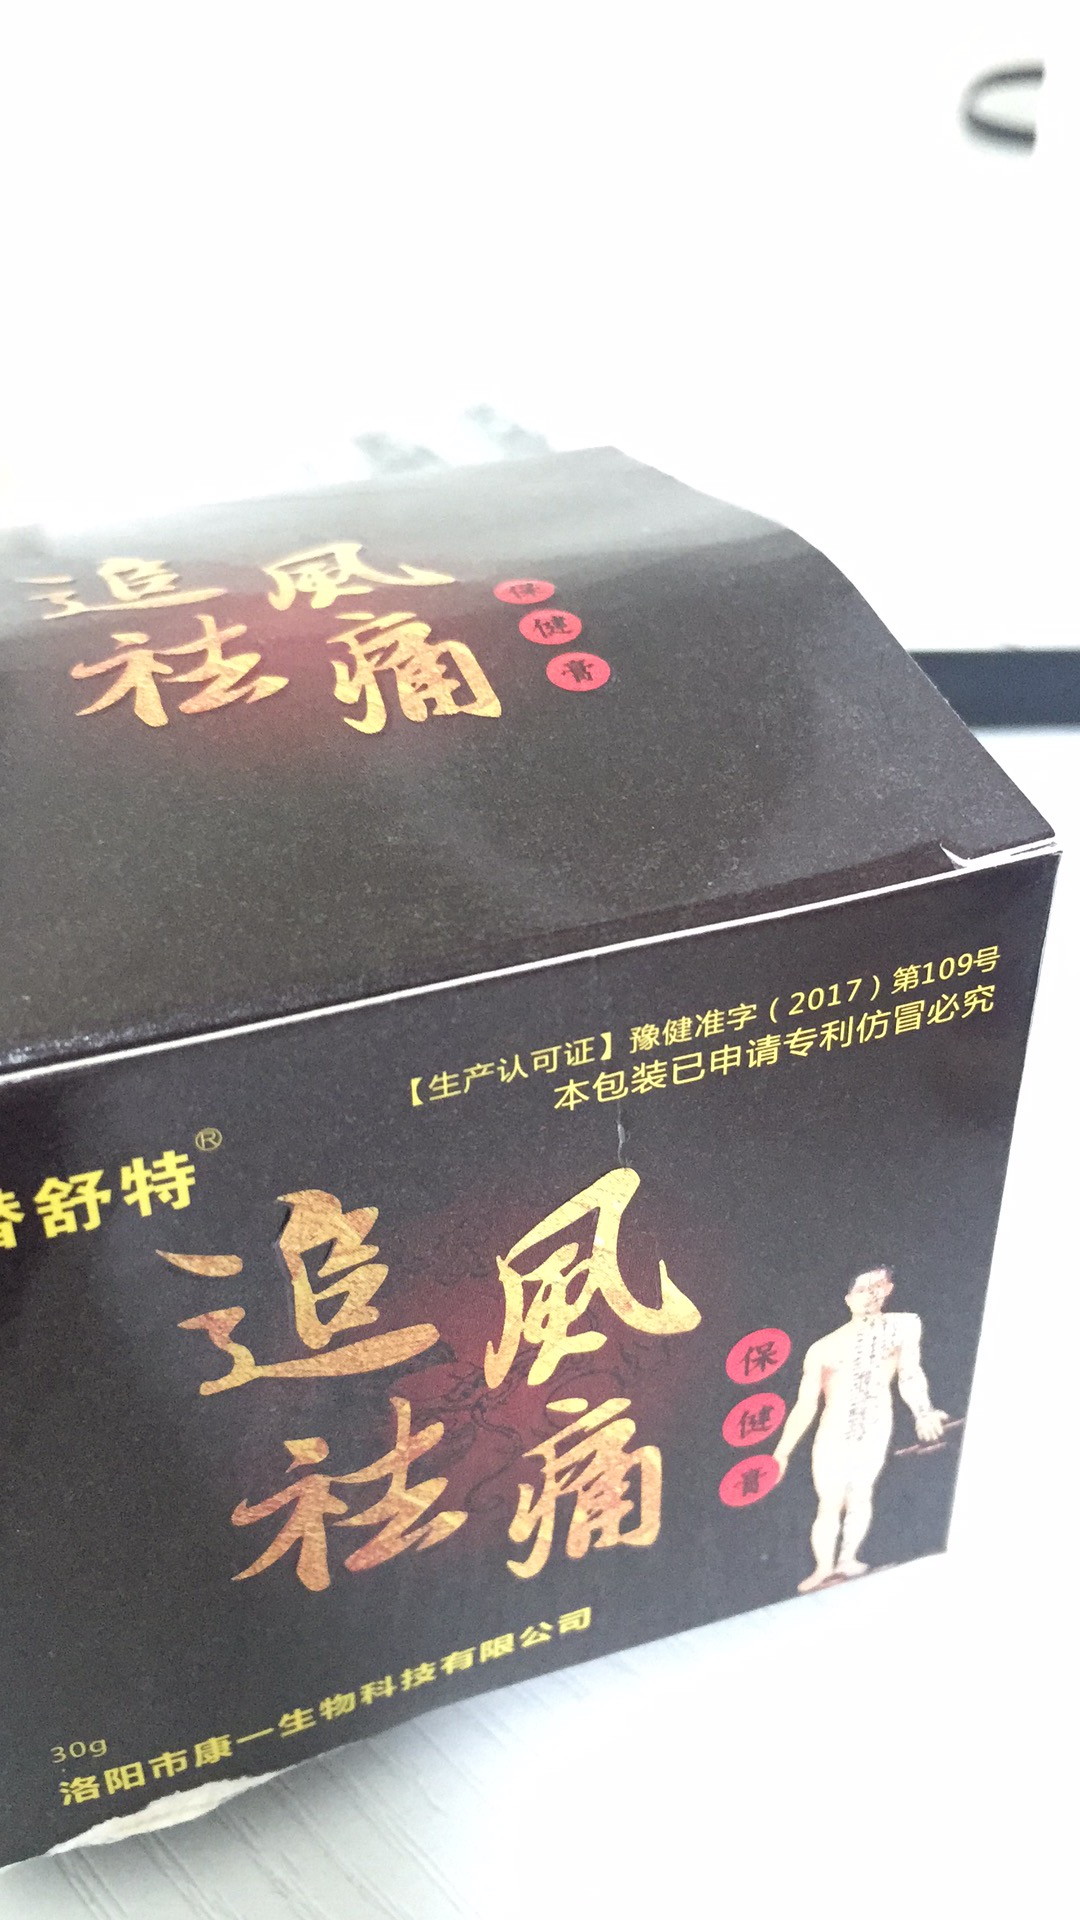 追風
祛痛
保健膏
【生产认可证】豫健准字(2017)第109号
本包装已申请专利仿冒必究
舒特®
追風
祛痛
保健膏
30g
洛阳市康一生物科技有限公司